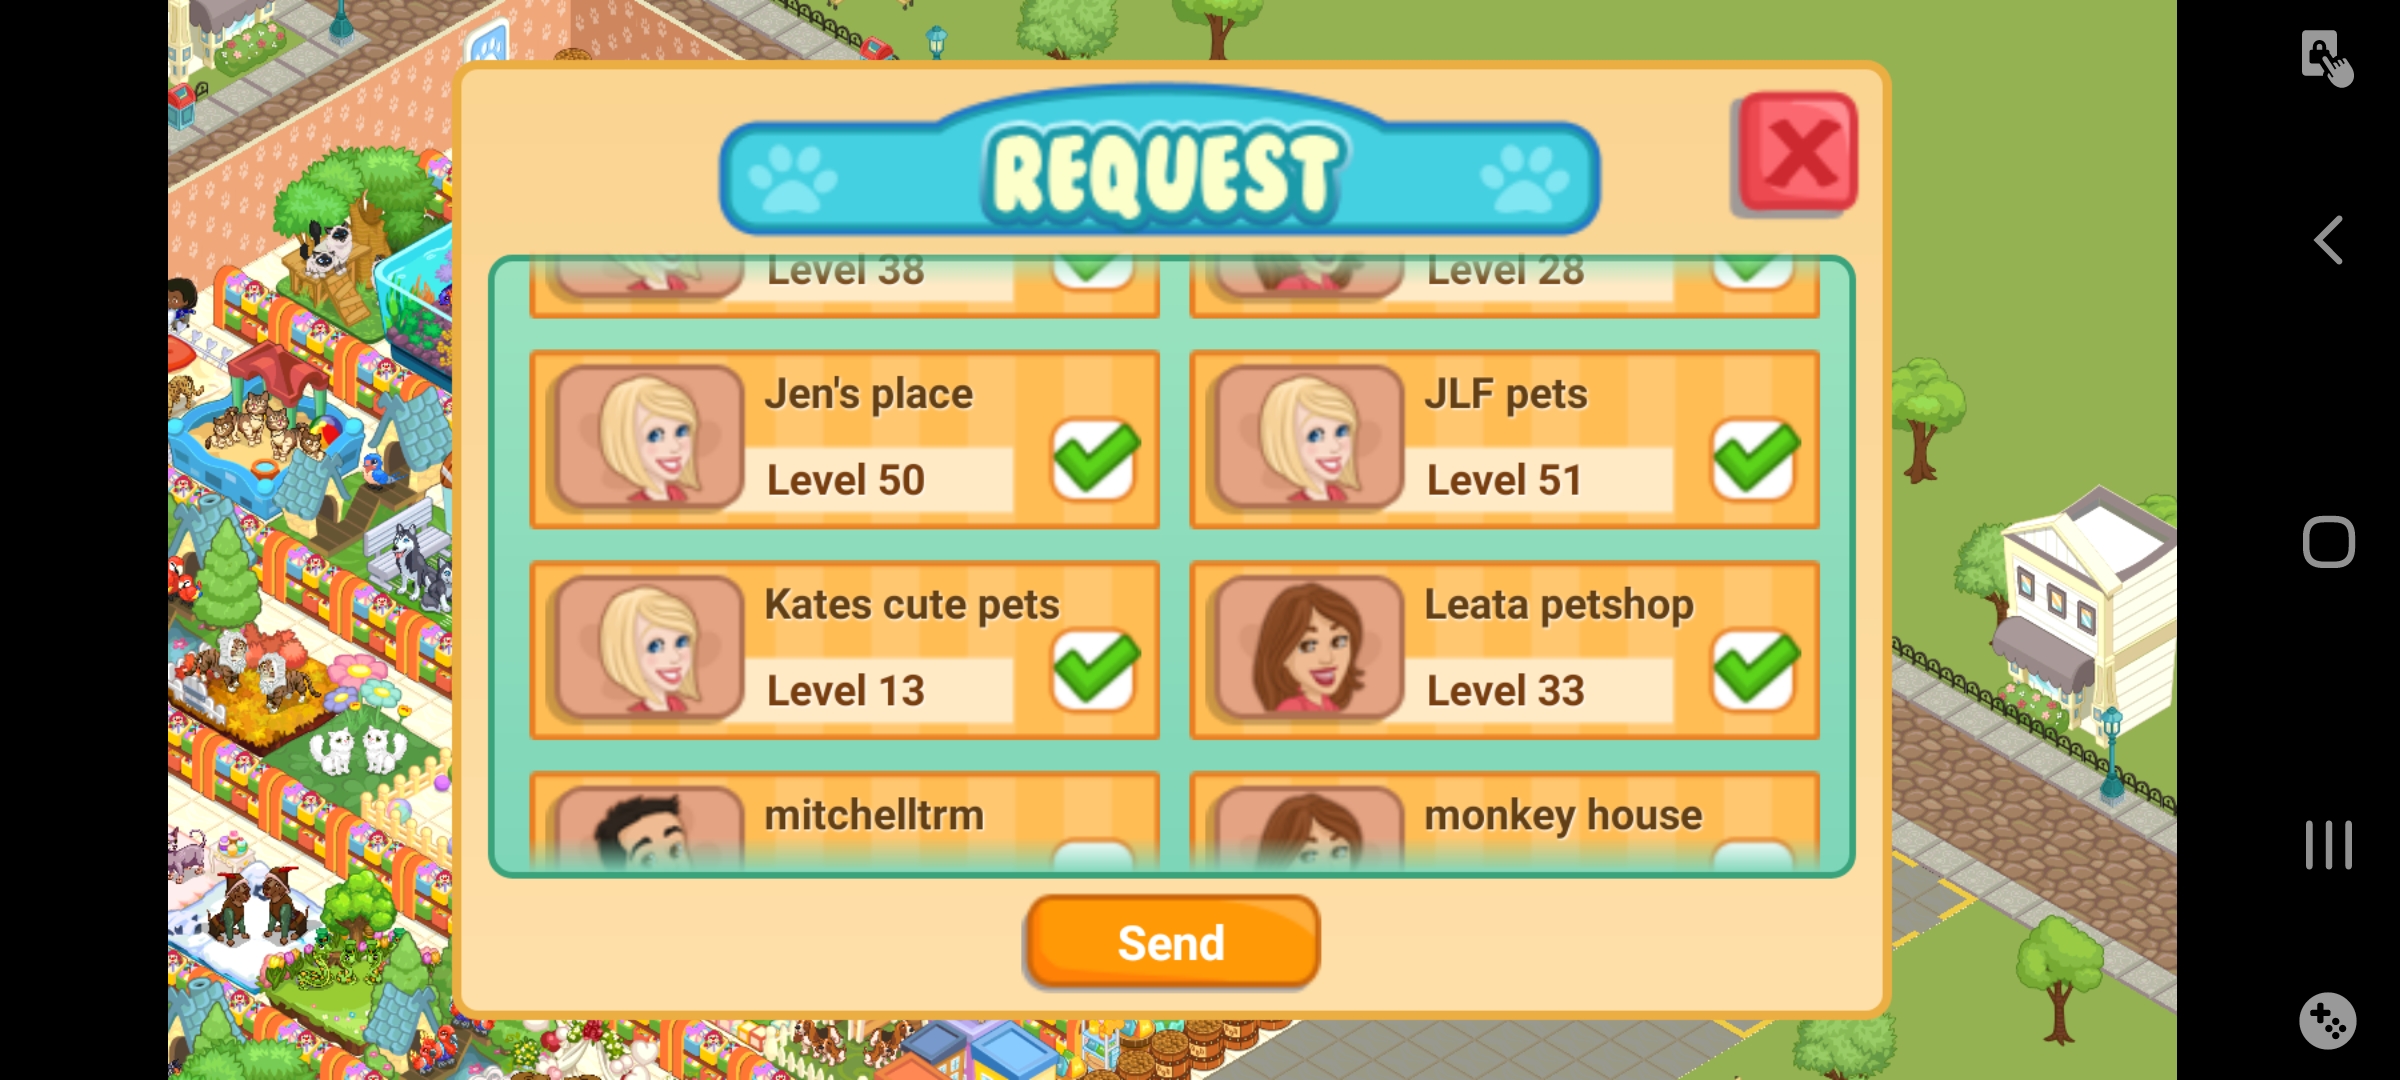 REQUEST
Level 38
Level 28
Jen's place
Level 50
JLF pets
Level 51
Kates cute pets
Level 13
Leata petshop
Level 33
mitchelltrm
monkey house
Send